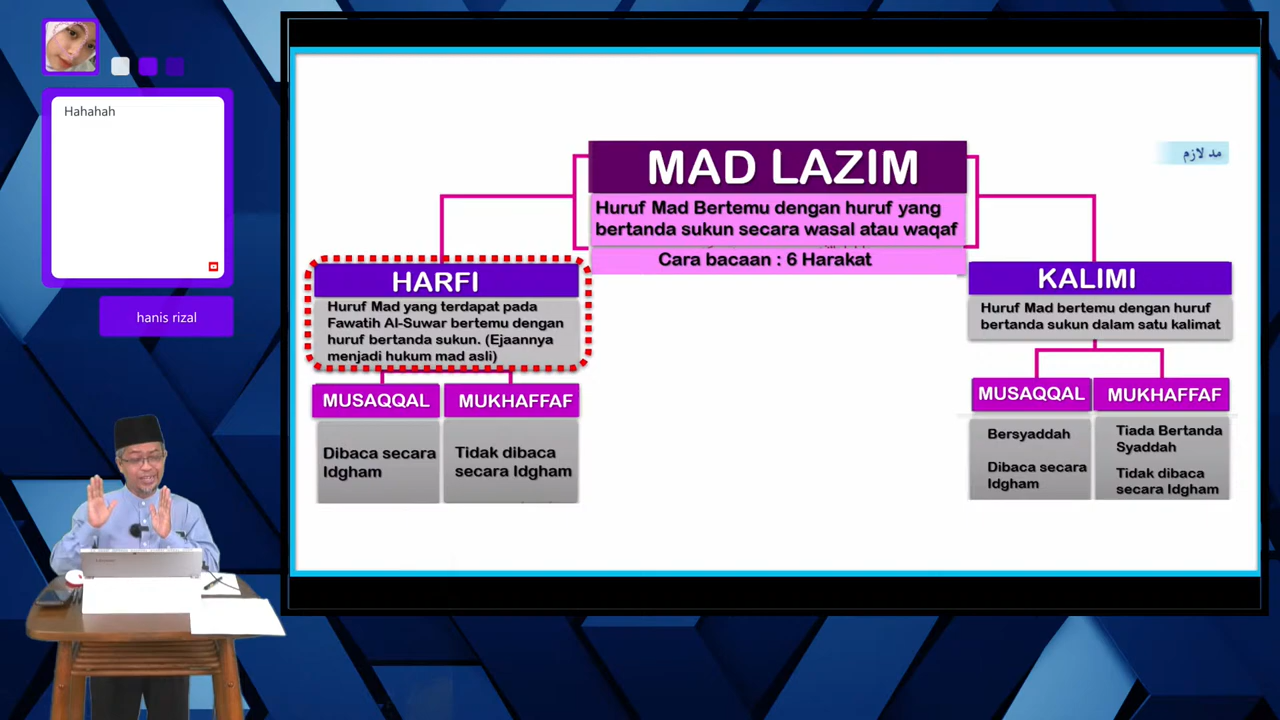 Hahahah
hanis rizal
مد لازم
MAD LAZIM
Huruf Mad Bertemu dengan huruf yang
bertanda sukun secara wasal atau waqaf
Cara bacaan : 6 Harakat
HARFI
Huruf Mad yang terdapat pada
Fawatih Al-Suwar bertemu dengan
huruf bertanda sukun. (Ejaannya
menjadi hukum mad asli)
MUSAQQAL
Dibaca secara
Idgham
MUKHAFFAF
Tidak dibaca
secara Idgham
KALIMI
Huruf Mad bertemu dengan huruf
bertanda sukun dalam satu kalimat
MUSAQQAL
Bersyaddah
Dibaca secara
Idgham
MUKHAFFAF
Tiada Bertanda
Syaddah
Tidak dibaca
secara Idgham